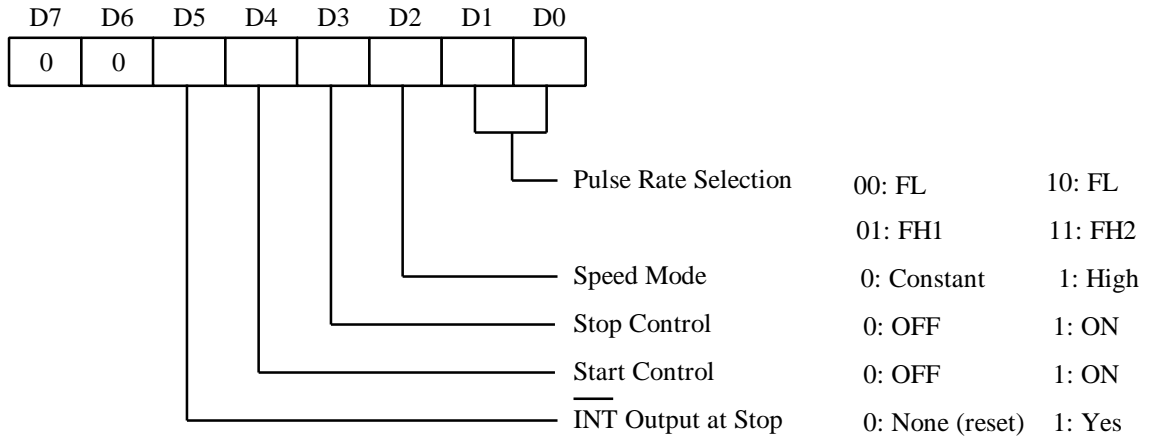 D7 D6 D5 D4 D3 D2 D1 D0
0 0
Pulse Rate Selection 00: FL 10: FL
01: FH1 11: FH2
Speed Mode 0: Constant 1: High
Stop Control 0: OFF 1: ON
Start Control 0: OFF 1: ON
INT Output at Stop 0: None (reset) 1: Yes